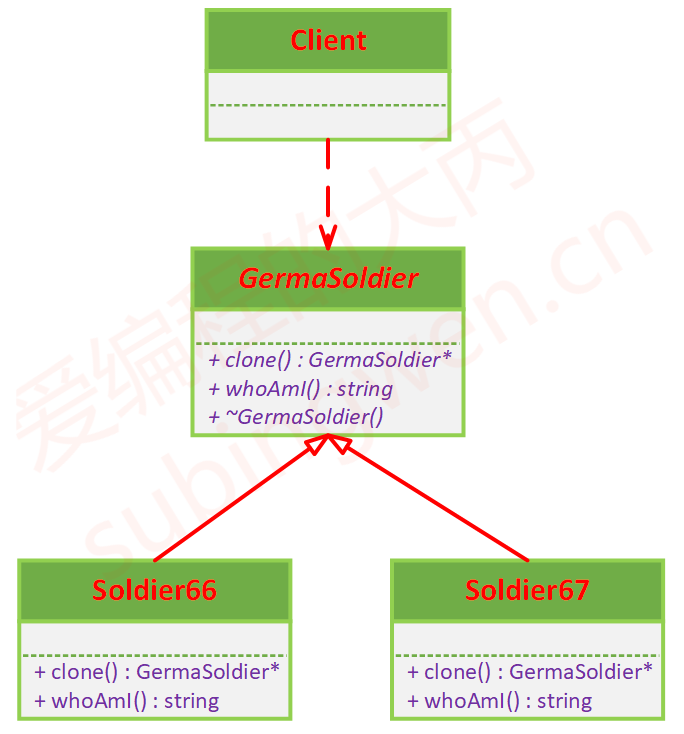 Client
GermaSoldier
+ clone() : GermaSoldier*
+ whoAmI() : string
+ ~GermaSoldier()
Soldier66
+ clone() : GermaSoldier*
+ whoAmI() : string
Soldier67
+ clone() : GermaSoldier*
+ whoAmI() : string
爱编程的大丙
subingwen.cn